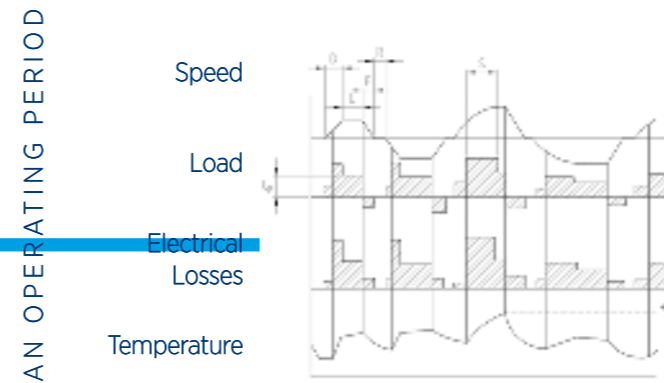 AN OPERATING PERIOD
Speed
Load
Electrical
Losses
Temperature